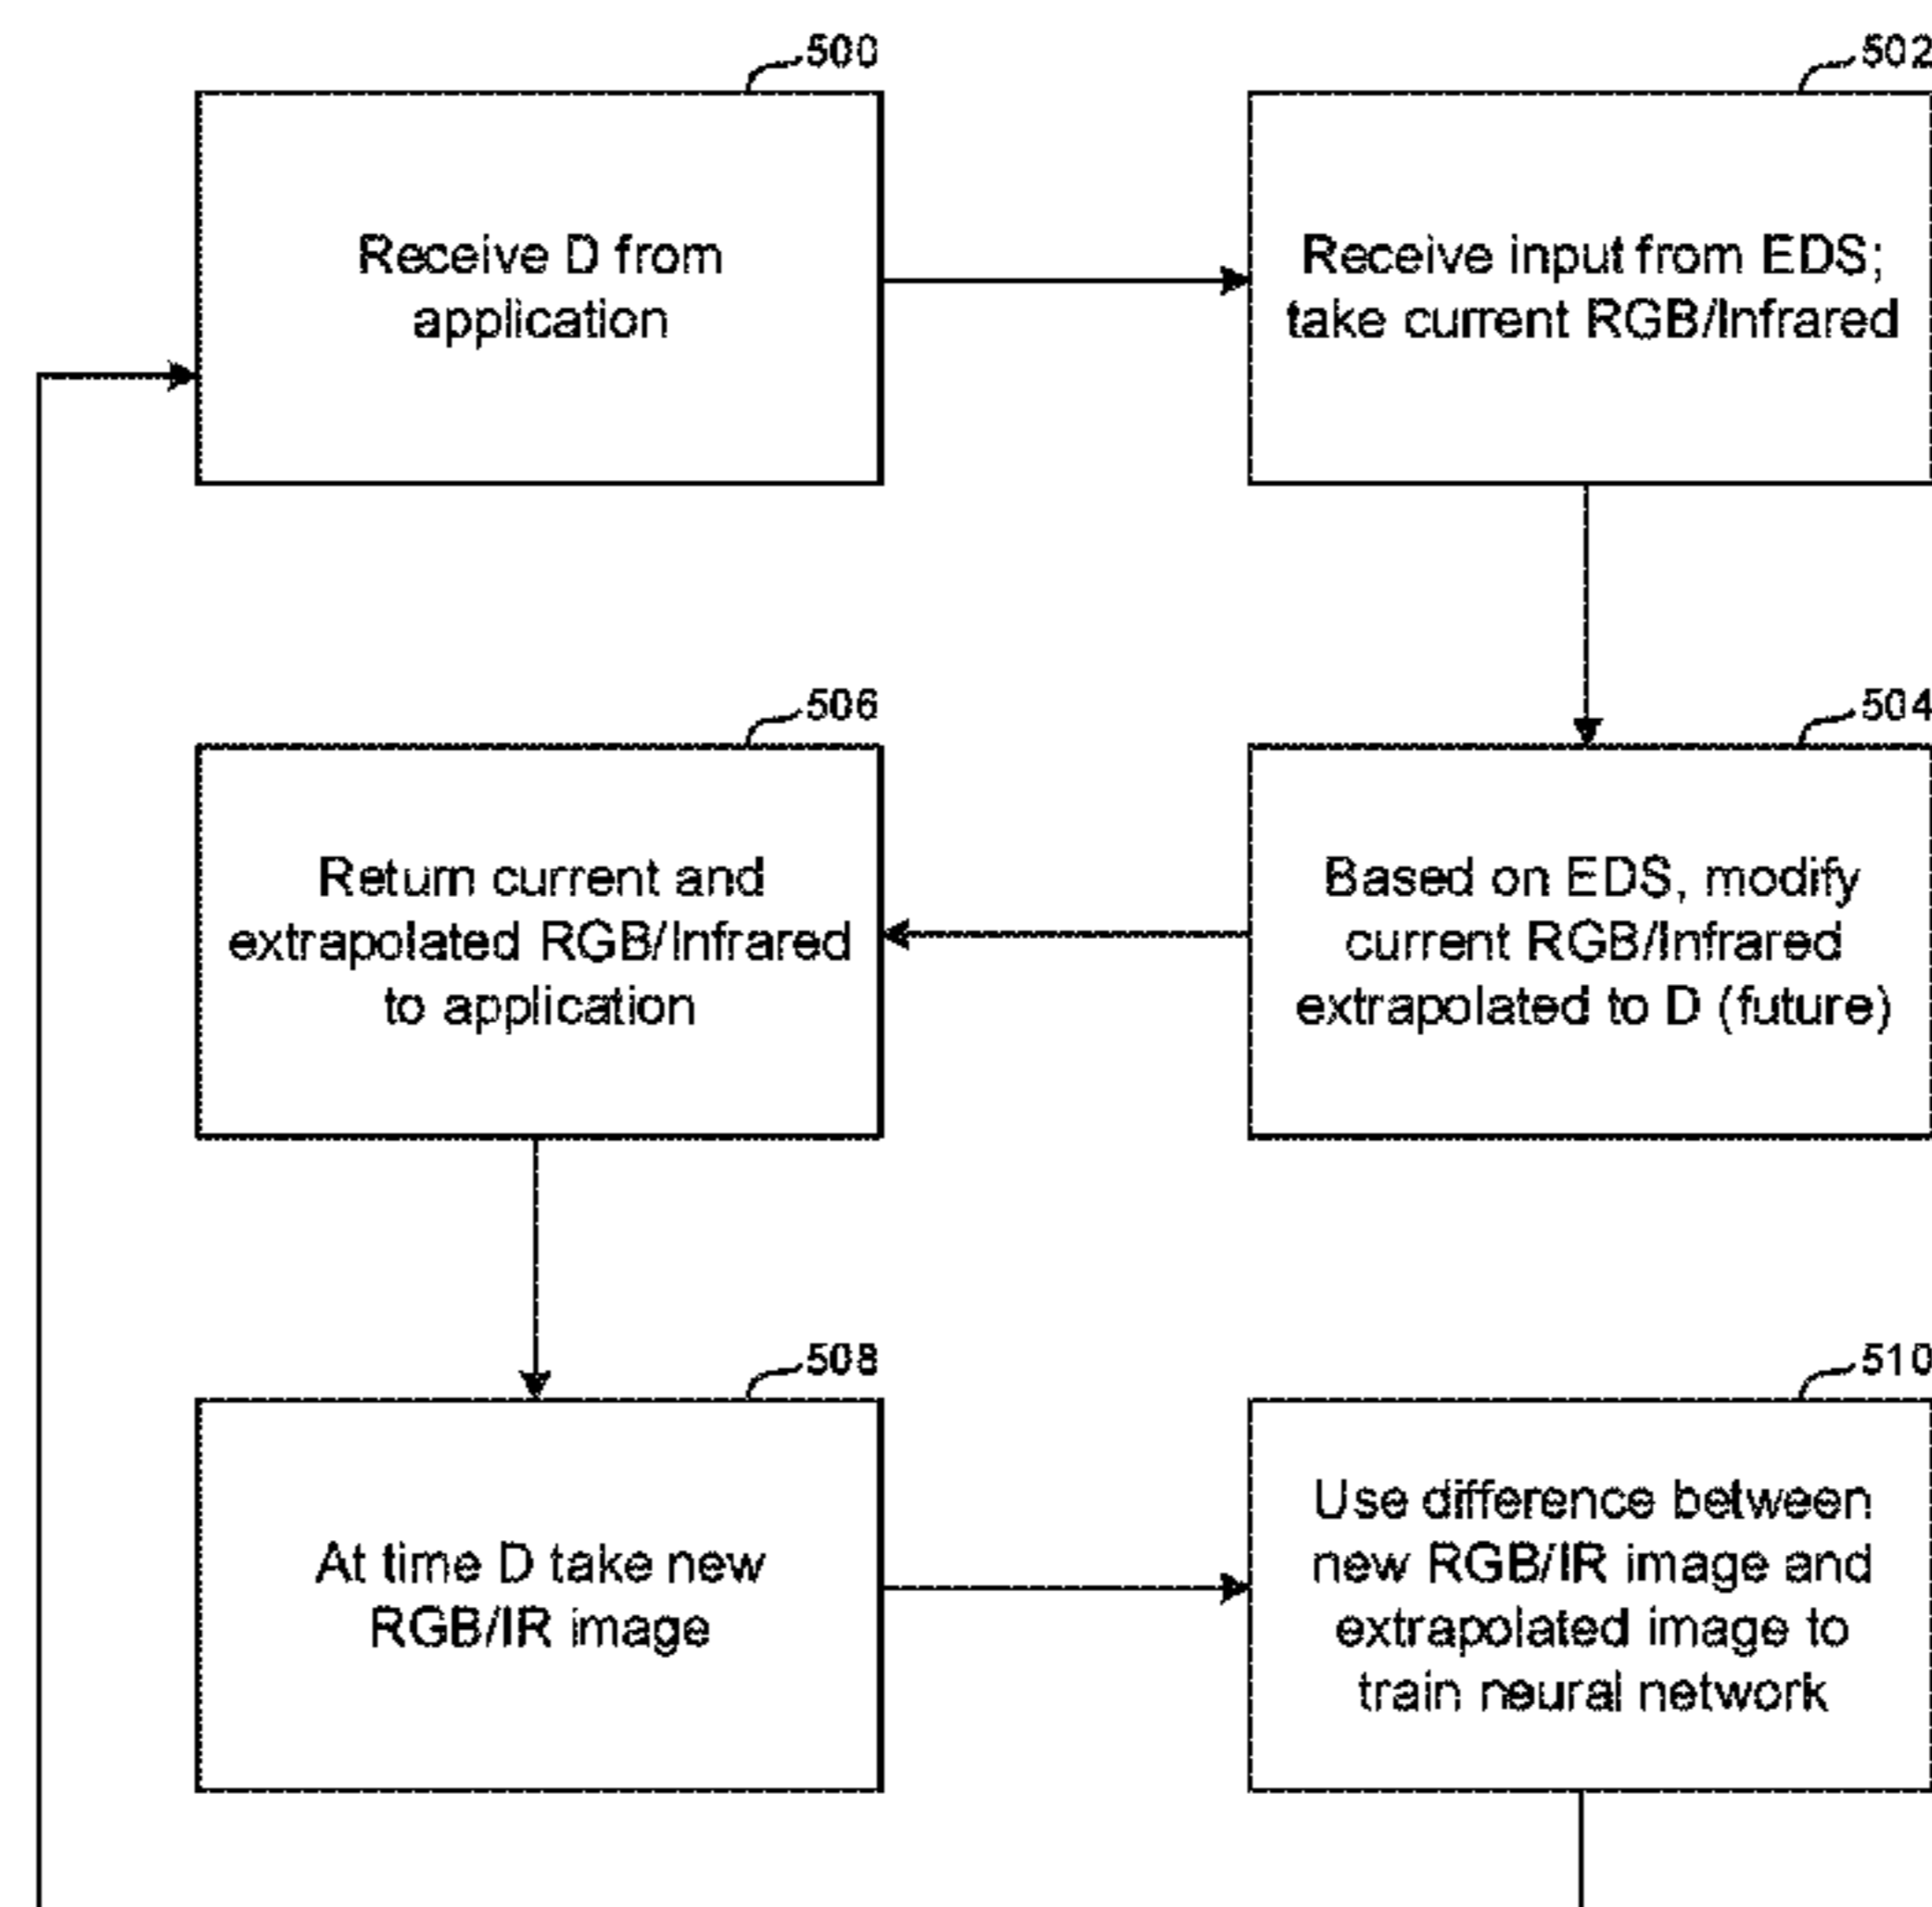 500
Receive D from
application
502
Receive input from EDS;
take current RGB/Infrared
506
Return current and
extrapolated RGB/Infrared
to application
504
Based on EDS, modify
current RGB/Infrared
extrapolated to D (future)
508
At time D take new
RGB/IR image
510
Use difference between
new RGB/IR image and
extrapolated image to
train neural network